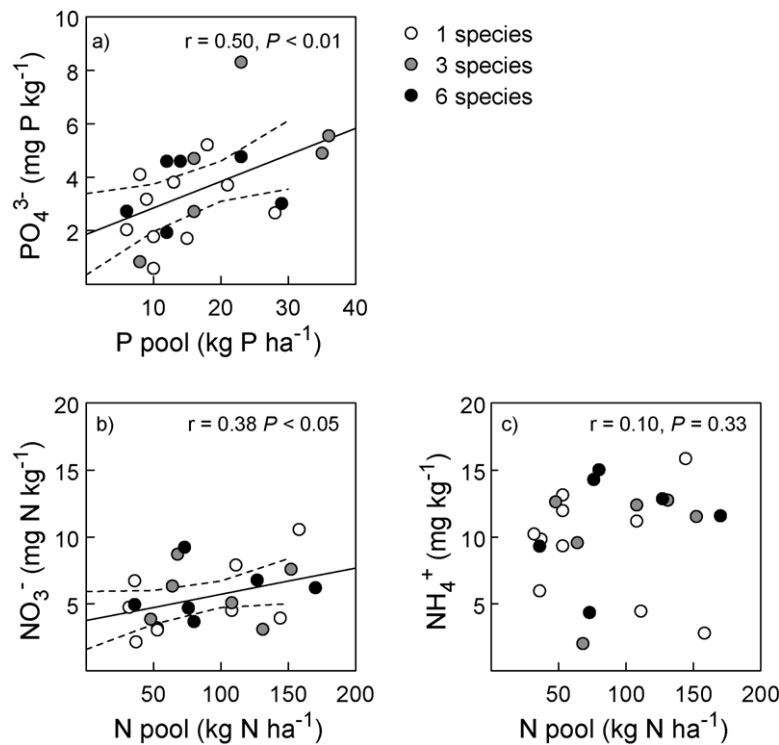 a)
r = 0.50, P < 0.01
1 species
3 species
6 species
10
8
6
4
2
PO₄³⁻ (mg P kg⁻¹)
10 20 30 40
P pool (kg P ha⁻¹)
b)
r = 0.38 P < 0.05
20
15
10
5
NO₃⁻ (mg N kg⁻¹)
50 100 150 200
N pool (kg N ha⁻¹)
c)
r = 0.10, P = 0.33
20
15
10
5
NH₄⁺ (mg kg⁻¹)
50 100 150 200
N pool (kg N ha⁻¹)